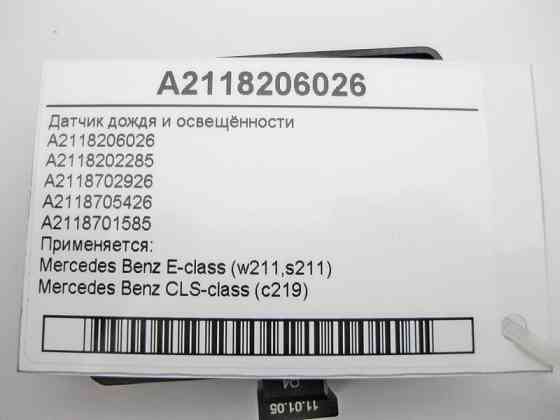 A2118206026
Датчик дождя и освещённости
A2118206026
A2118202285
A2118702926
A2118705426
A2118701585
Применяется:
Mercedes Benz E-class (w211,s211)
Mercedes Benz CLS-class (c219)
Q4
11.01.05